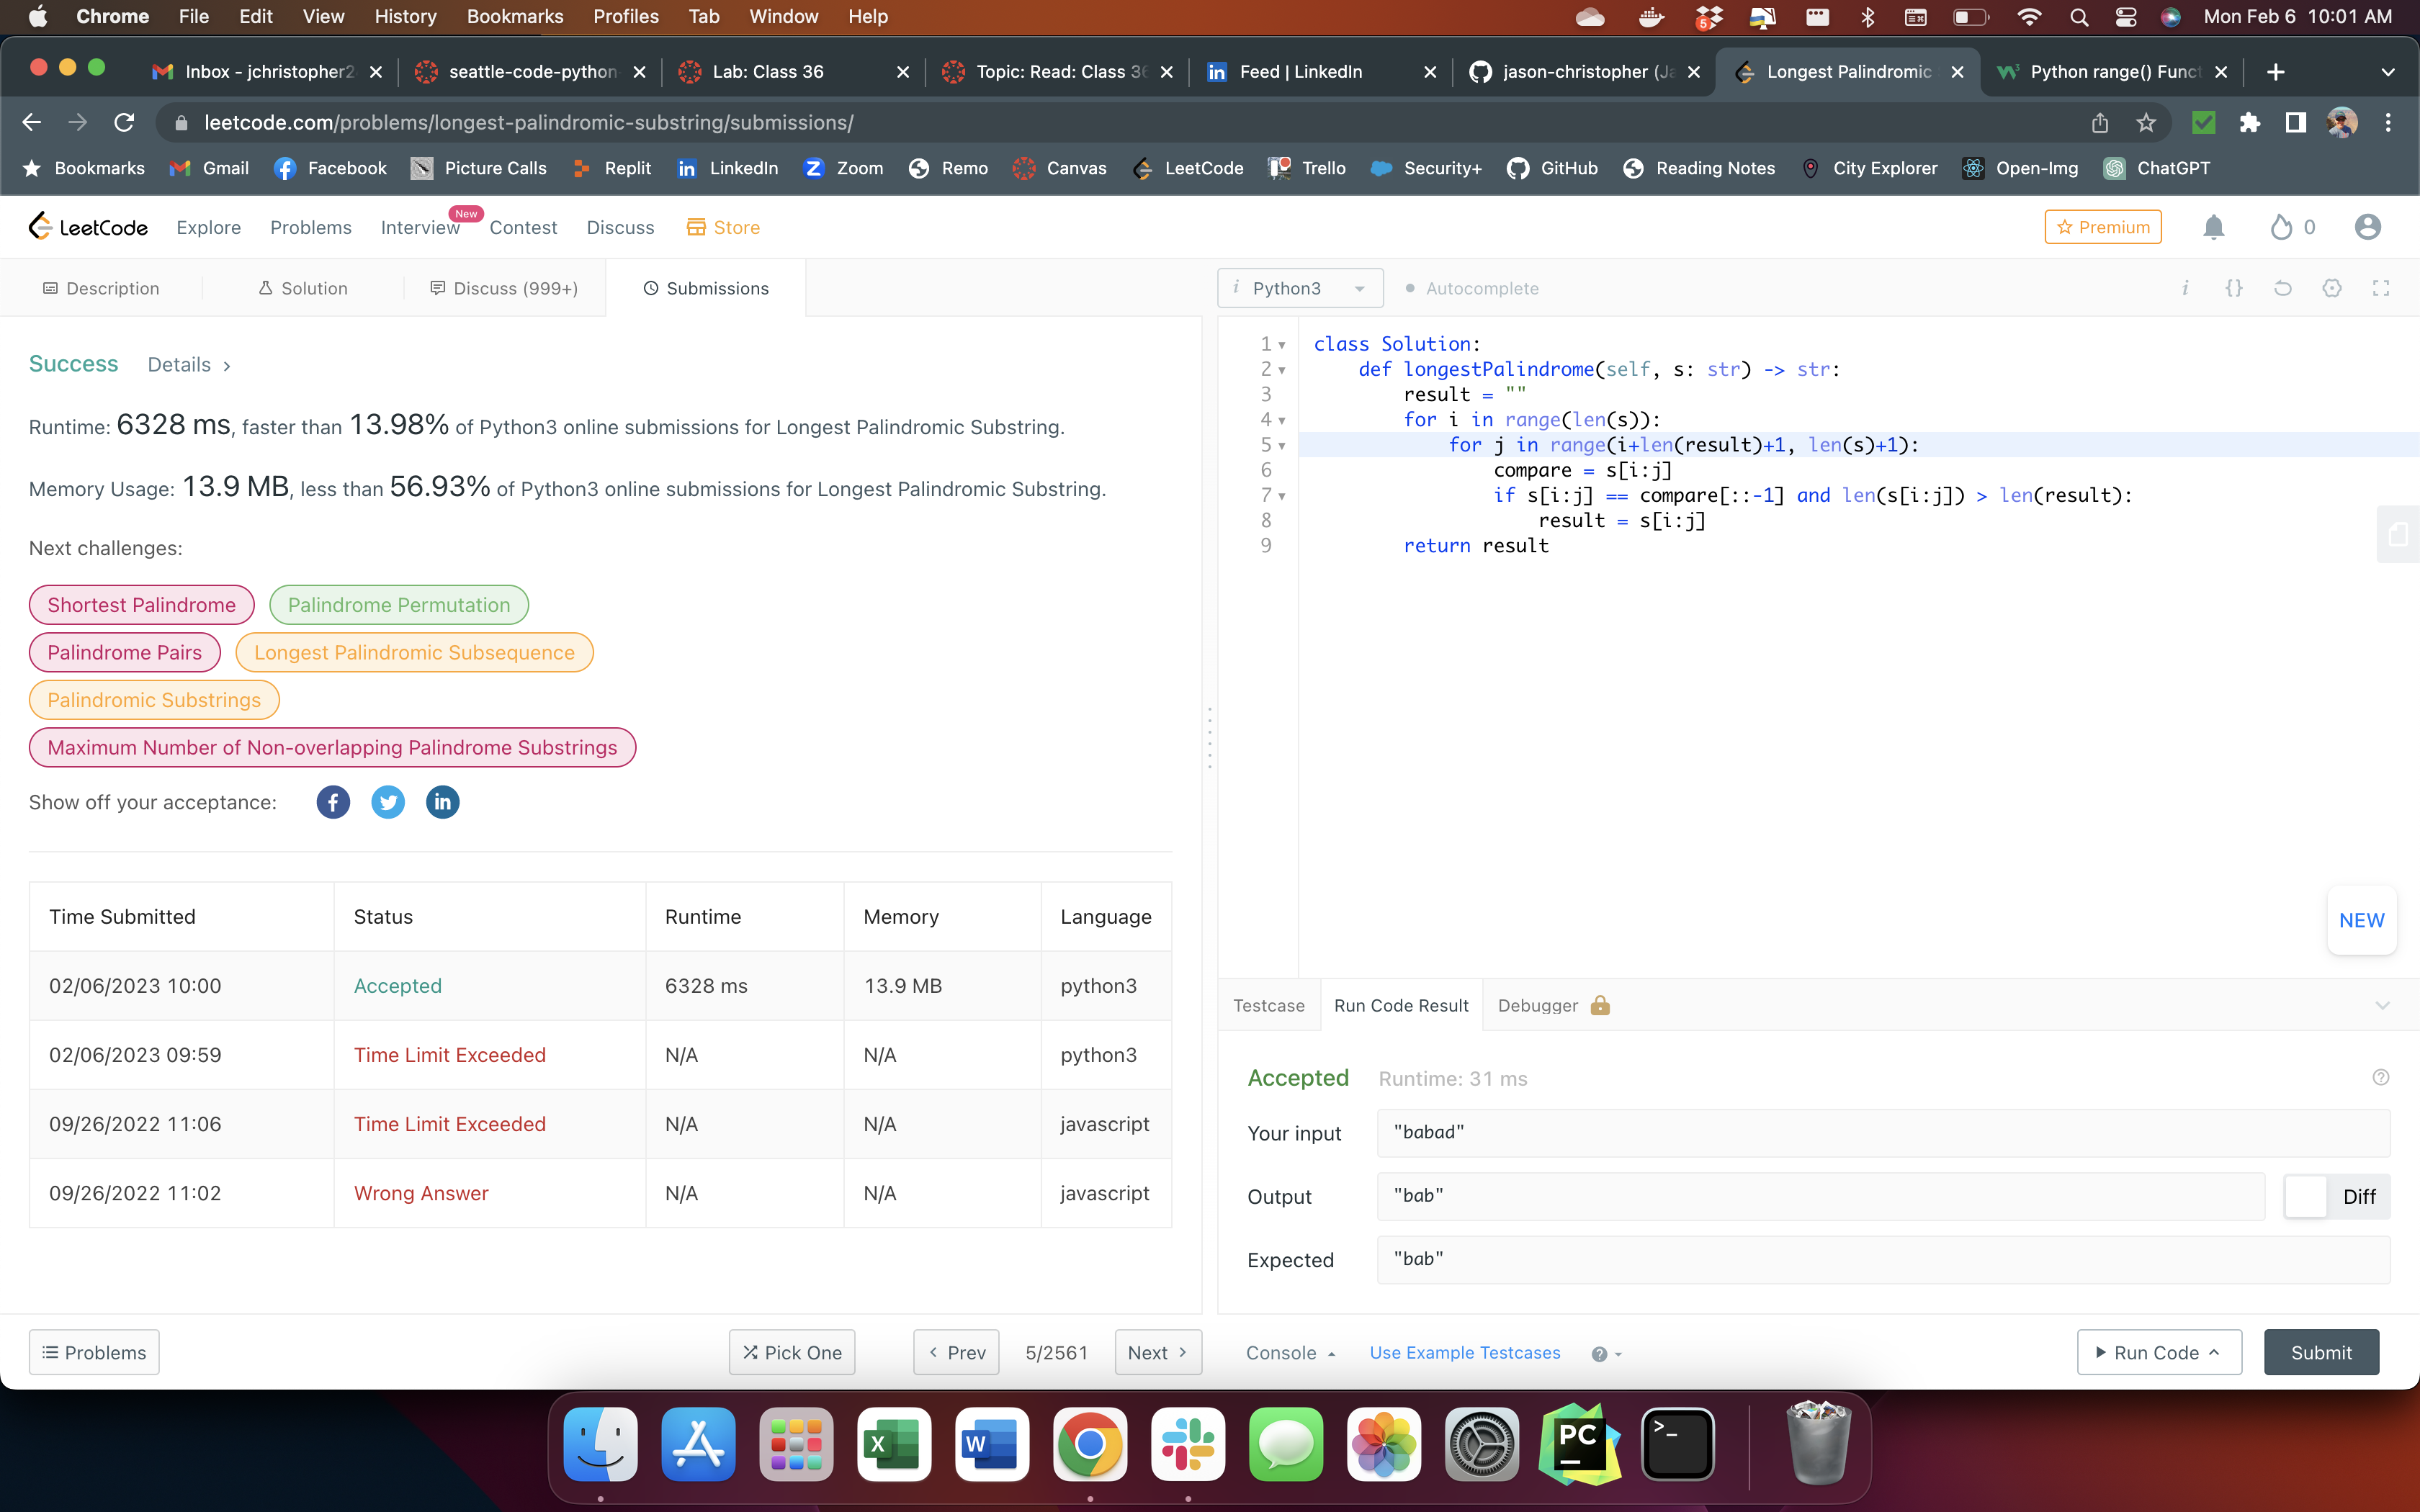 Chrome File Edit View History Bookmarks Profiles Tab Window Help
5
Mon Feb 6 10:01 AM
Inbox - jchristopher2
seattle-code-python
Lab: Class 36
Topic: Read: Class 36
Feed | LinkedIn
jason-christopher (Ja
Longest Palindromic
Python range() Funct
leetcode.com/problems/longest-palindromic-substring/submissions/
Bookmarks Gmail Facebook Picture Calls Replit LinkedIn Zoom Remo Canvas LeetCode Trello Security+ GitHub Reading Notes City Explorer Open-Img ChatGPT
LeetCode Explore Problems Interview New Contest Discuss Store
Premium
0
Description Solution Discuss (999+) Submissions
Success Details >
Runtime: 6328 ms, faster than 13.98% of Python3 online submissions for Longest Palindromic Substring.
Memory Usage: 13.9 MB, less than 56.93% of Python3 online submissions for Longest Palindromic Substring.
Next challenges:
Shortest Palindrome Palindrome Permutation
Palindrome Pairs Longest Palindromic Subsequence
Palindromic Substrings
Maximum Number of Non-overlapping Palindrome Substrings
Show off your acceptance:
Time Submitted Status Runtime Memory Language
02/06/2023 10:00 Accepted 6328 ms 13.9 MB python3
02/06/2023 09:59 Time Limit Exceeded N/A N/A python3
09/26/2022 11:06 Time Limit Exceeded N/A N/A javascript
09/26/2022 11:02 Wrong Answer N/A N/A javascript
Problems
Pick One
< Prev 5/2561 Next >
i Python3 Autocomplete
i {}
1 class Solution:
2 def longestPalindrome(self, s: str) -> str:
3 result = ""
4 for i in range(len(s)):
5 for j in range(i+len(result)+1, len(s)+1):
6 compare = s[i:j]
7 if s[i:j] == compare[::-1] and len(s[i:j]) > len(result):
8 result = s[i:j]
9 return result
NEW
Testcase Run Code Result Debugger
Accepted Runtime: 31 ms
Your input "babad"
Output "bab" Diff
Expected "bab"
Console Use Example Testcases
Run Code Submit
X W PC >_